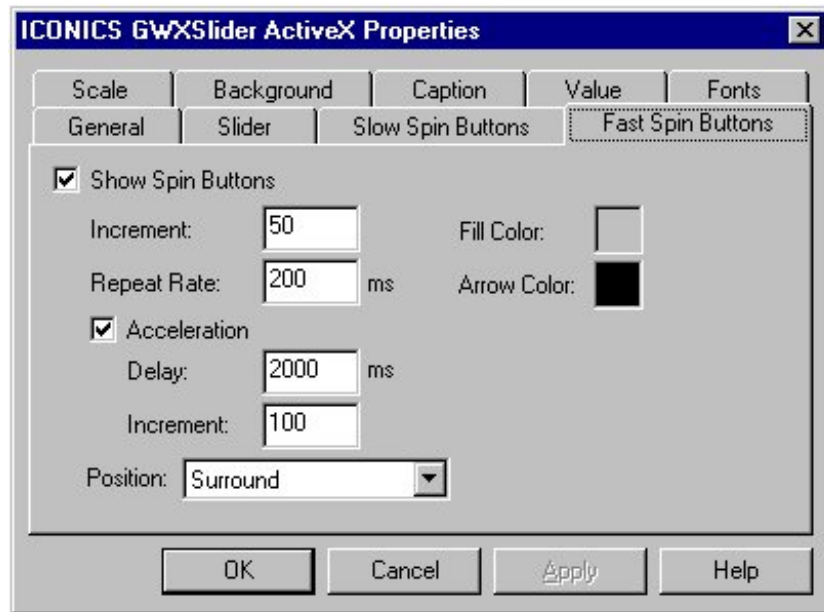 ICONICS GWXSlider ActiveX Properties
Scale Background Caption Value Fonts
General Slider Slow Spin Buttons Fast Spin Buttons
Show Spin Buttons
Increment: 50 Fill Color:
Repeat Rate: 200 ms Arrow Color:
Acceleration
Delay: 2000 ms
Increment: 100
Position: Surround
OK Cancel Apply Help